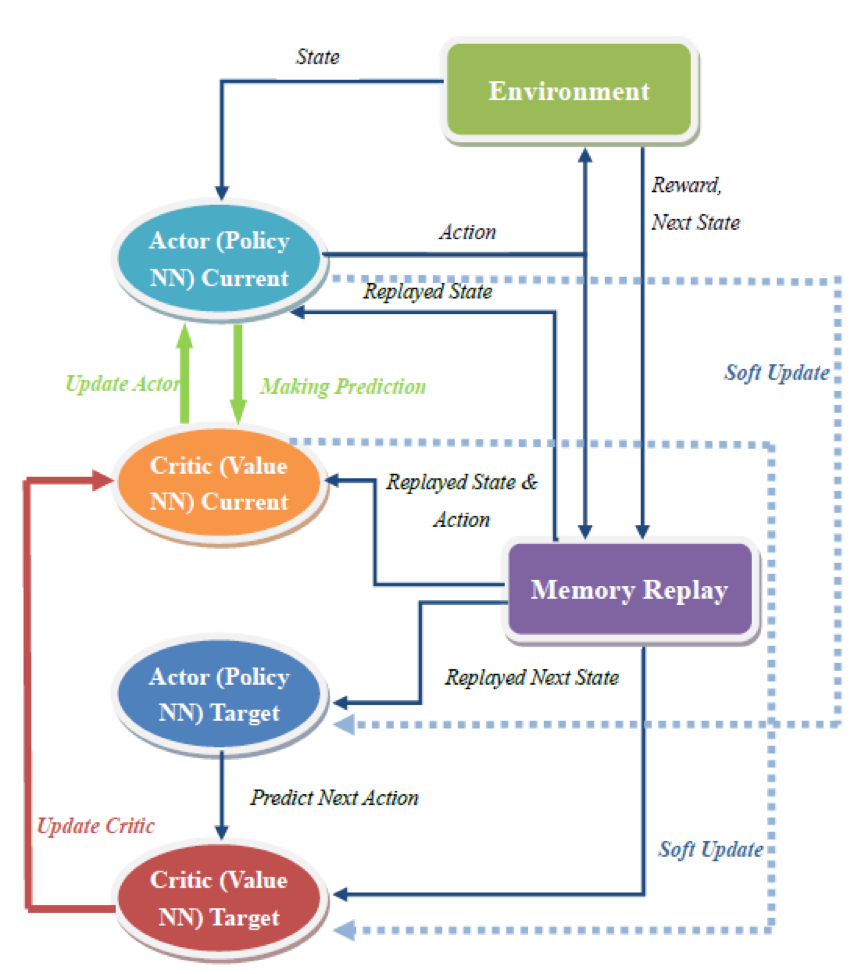 State
Environment
Reward,
Next State
Actor (Policy
NN) Current
Action
Replayed State
Soft Update
Update Actor
Making Prediction
Critic (Value
NN) Current
Replayed State &
Action
Memory Replay
Actor (Policy
NN) Target
Replayed Next State
Predict Next Action
Update Critic
Soft Update
Critic (Value
NN) Target